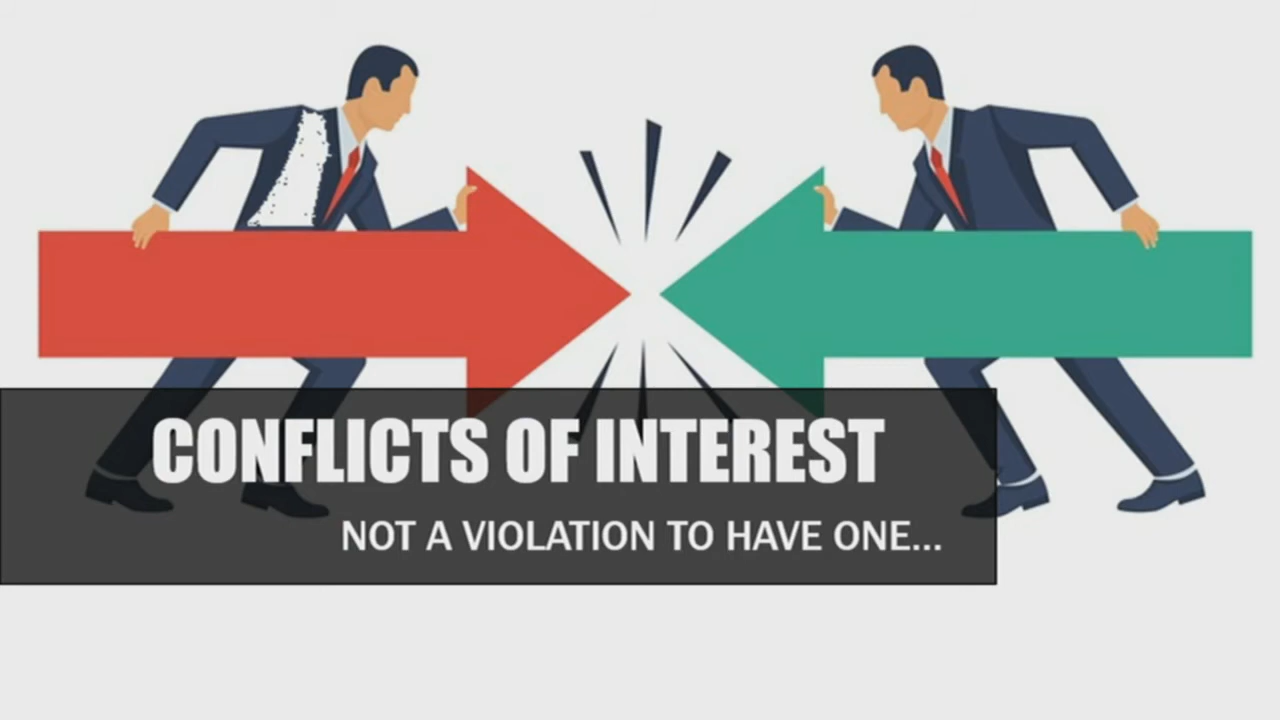 CONFLICTS OF INTEREST
NOT A VIOLATION TO HAVE ONE...